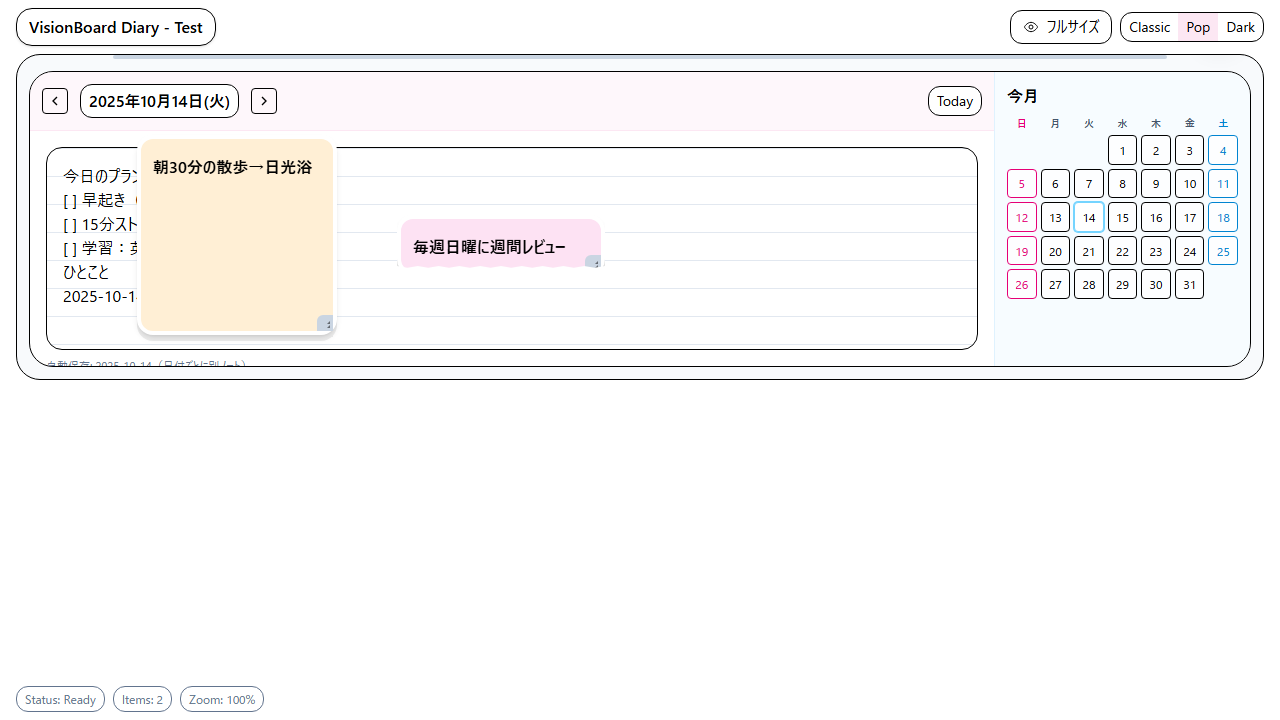 VisionBoard Diary - Test
フルサイズ
Classic
Pop
Dark
2025年10月14日(火)
Today
今日のプラ
[ ] 早起き
[ ] 15分スト
[ ] 学習：英
ひとこと
2025-10-1
朝30分の散歩→日光浴
毎週日曜に週間レビュー
自動保存: 2025-10-14（日付ごとに別ノート）
今月
日 月 火 水 木 金 土
1 2 3 4
5 6 7 8 9 10 11
12 13 14 15 16 17 18
19 20 21 22 23 24 25
26 27 28 29 30 31
Status: Ready
Items: 2
Zoom: 100%